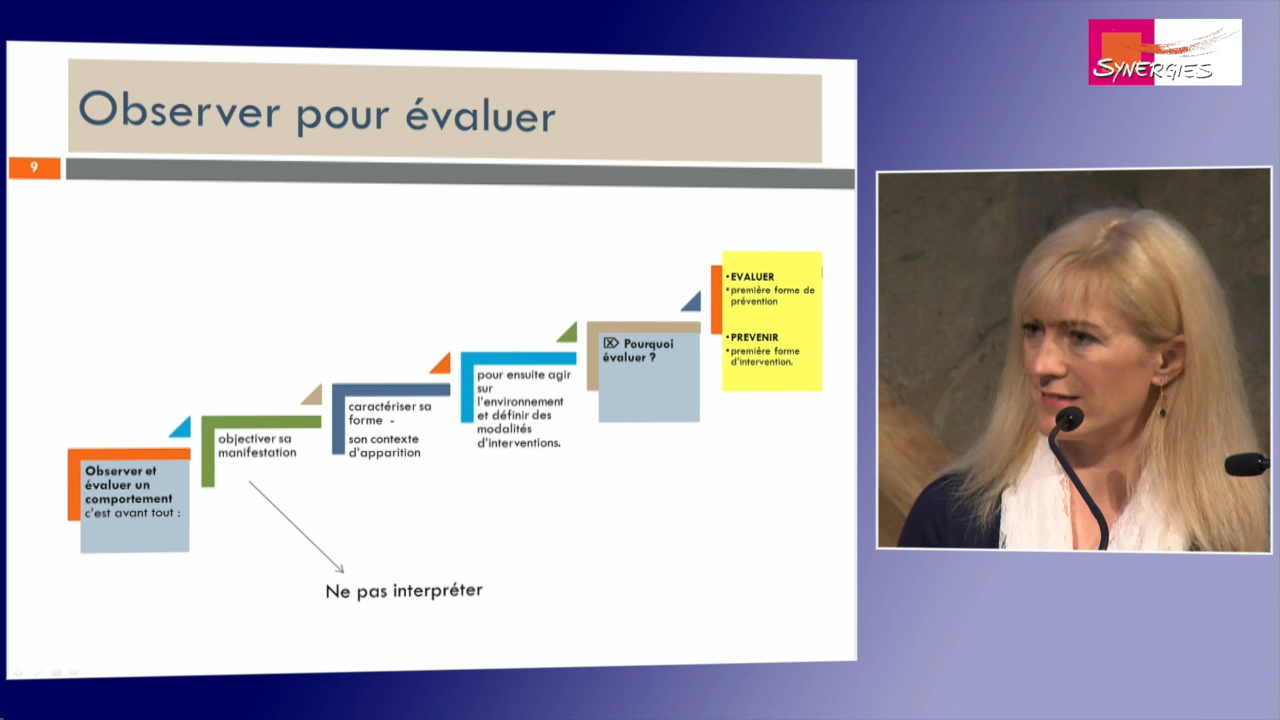 SYNERGIES
Observer pour évaluer
9
Observer et
évaluer un
comportement
c'est avant tout :
objectiver sa
manifestation
caractériser sa
forme -
son contexte
d'apparition
pour ensuite agir
sur
l'environnement
et définir des
modalités
d'interventions.
⌦ Pourquoi
évaluer ?
•EVALUER
•première forme de
prévention
•PREVENIR
•première forme
d'intervention.
Ne pas interpréter